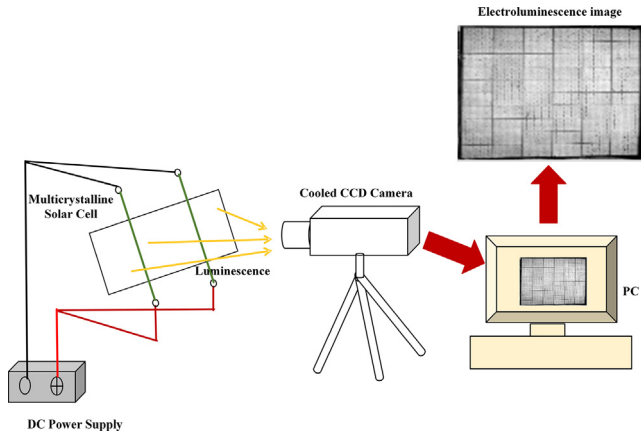 Electroluminescence image
Multicrystalline
Solar Cell
Cooled CCD Camera
Luminescence
PC
DC Power Supply